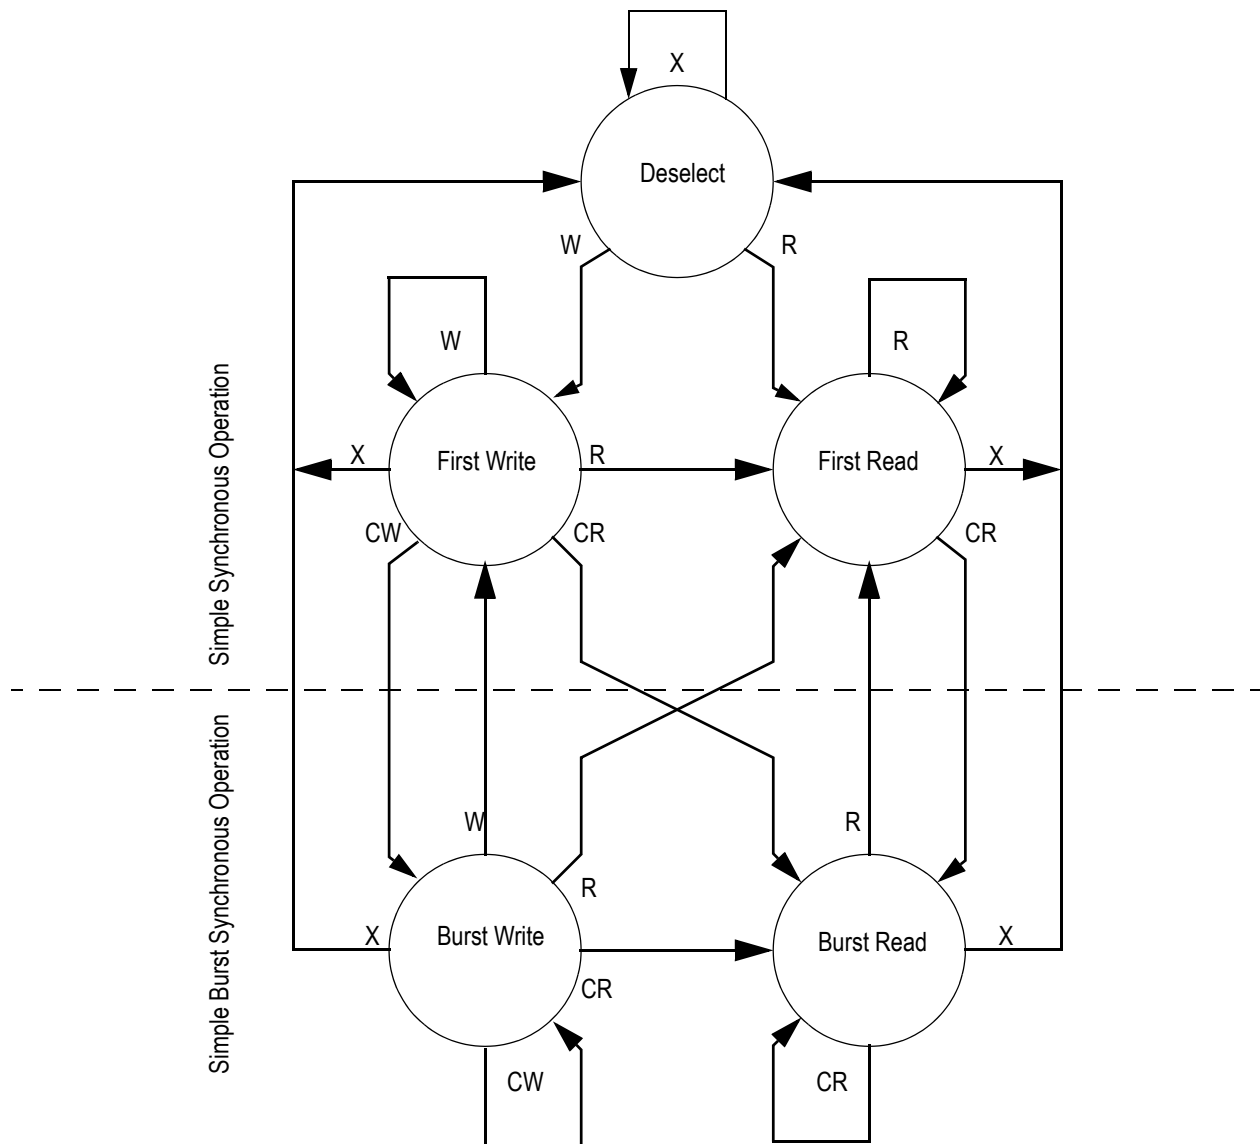 X
Deselect
W
R
W
R
Simple Synchronous Operation
X
First Write
R
First Read
X
CW
CR
CR
Simple Burst Synchronous Operation
W
R
X
Burst Write
R
Burst Read
X
CR
CW
CR